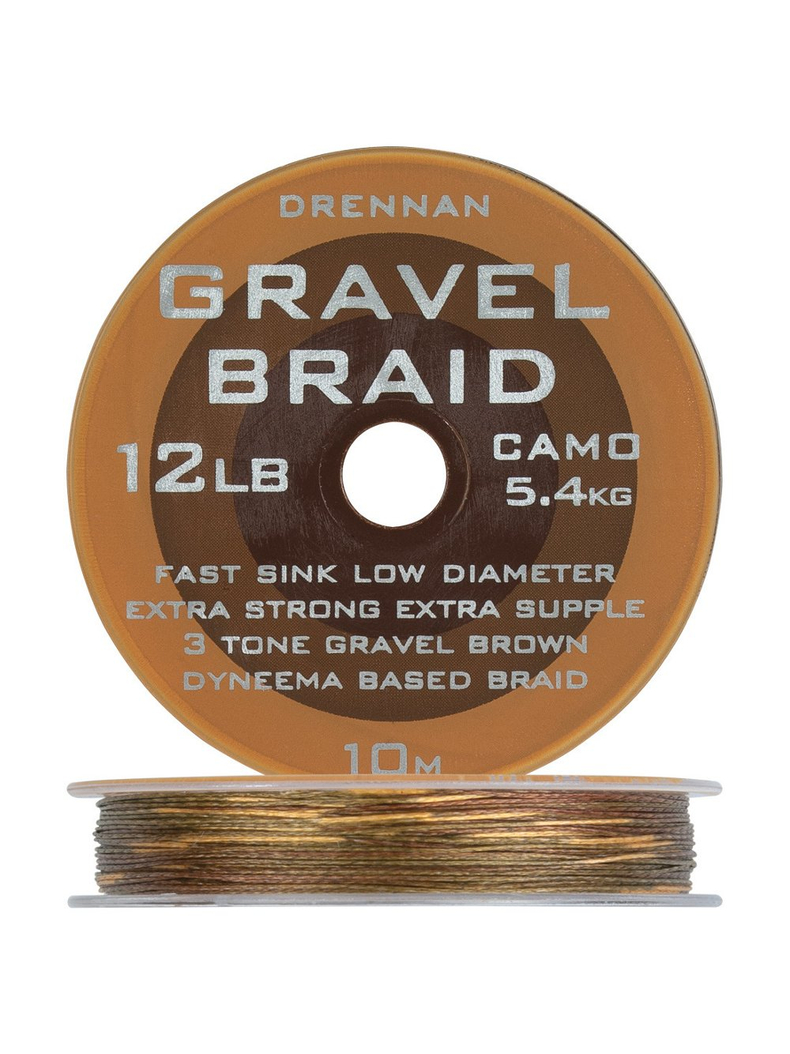 DRENNAN
GRAVEL
BRAID
12LB
CAMO
5.4KG
FAST SINK LOW DIAMETER
EXTRA STRONG EXTRA SUPPLE
3 TONE GRAVEL BROWN
DYNEEMA BASED BRAID
10M